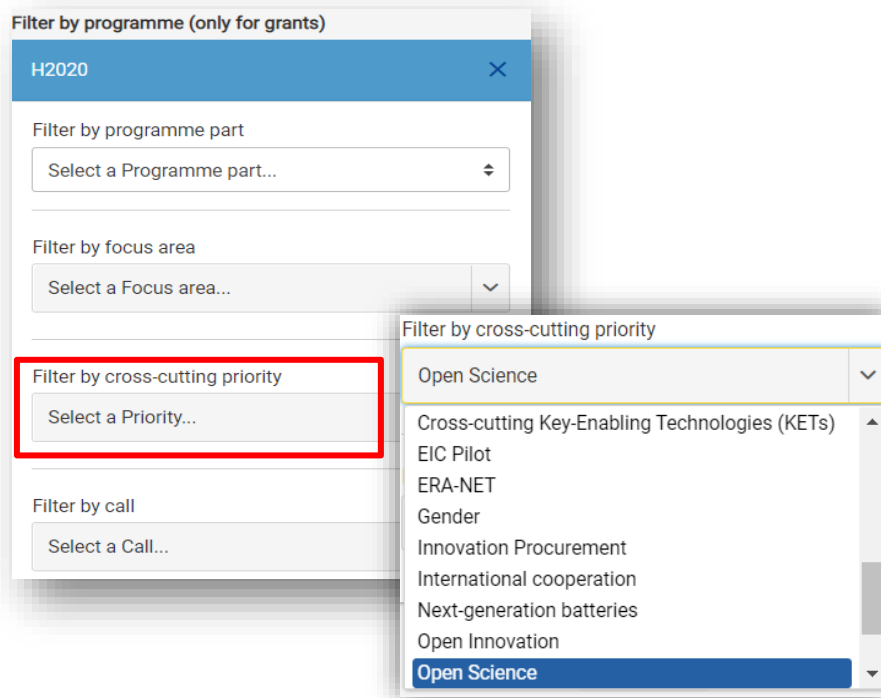 Filter by programme (only for grants)
H2020
Filter by programme part
Select a Programme part...
Filter by focus area
Select a Focus area...
Filter by cross-cutting priority
Select a Priority...
Filter by call
Select a Call...
Filter by cross-cutting priority
Open Science
Cross-cutting Key-Enabling Technologies (KETs)
EIC Pilot
ERA-NET
Gender
Innovation Procurement
International cooperation
Next-generation batteries
Open Innovation
Open Science